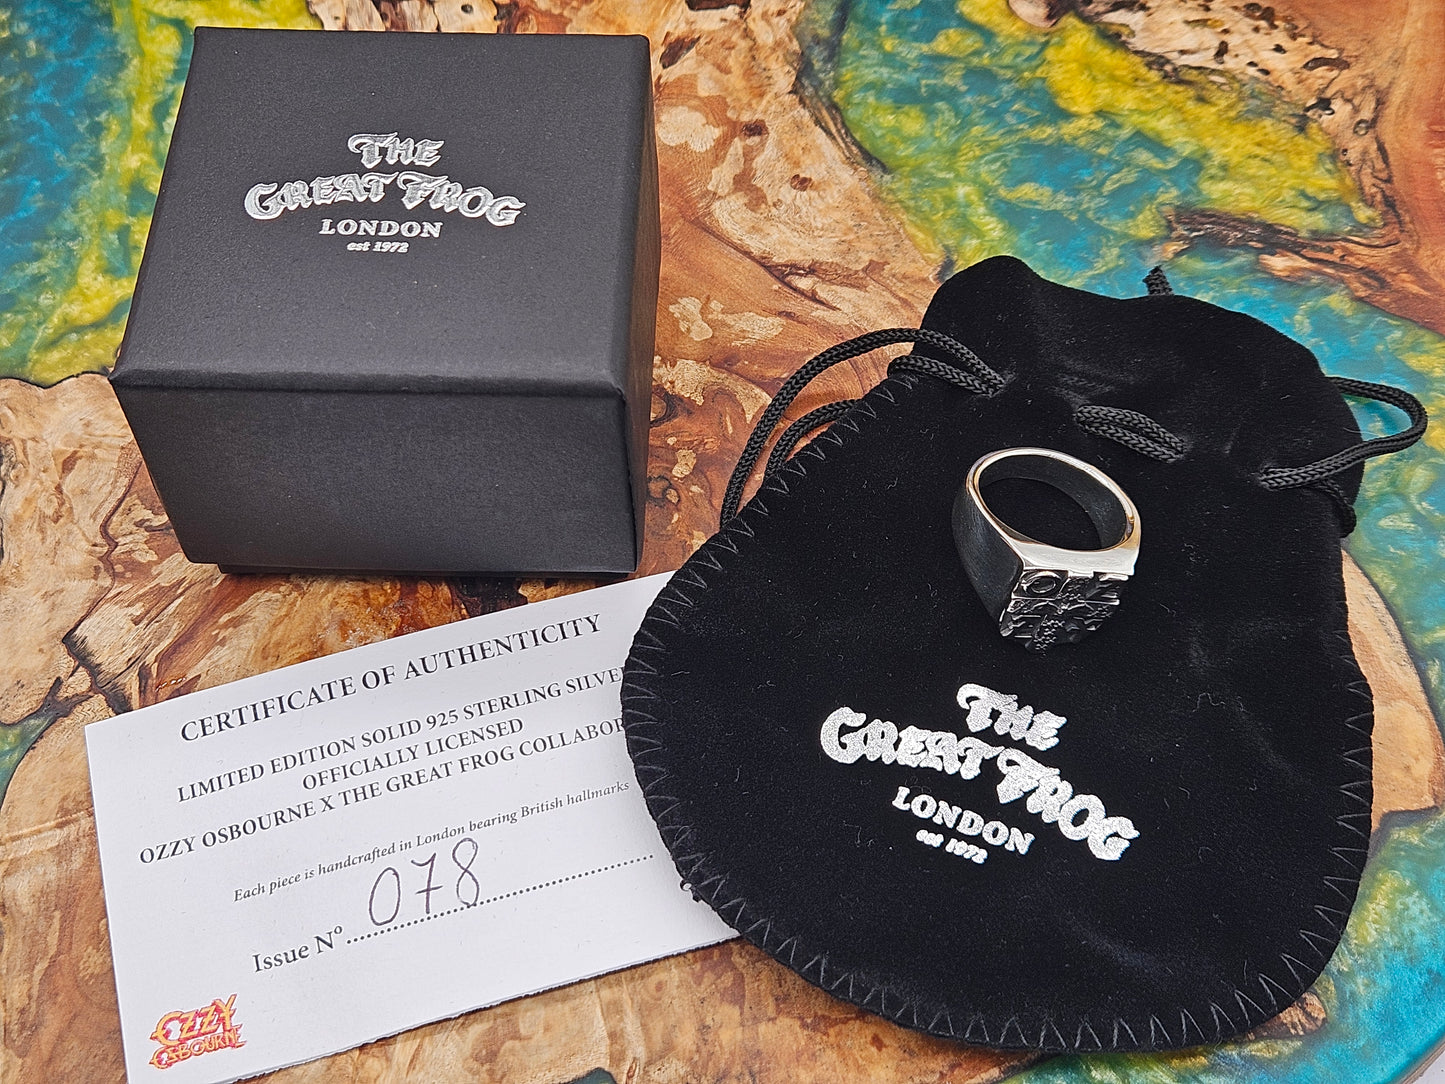 THE
GREAT FROG
LONDON
est 1972
CERTIFICATE OF AUTHENTICITY
LIMITED EDITION SOLID 925 STERLING SILVE
OFFICIALLY LICENSED
OZZY OSBOURNE X THE GREAT FROG COLLABOR
Each piece is handcrafted in London bearing British hallmarks
Issue Nº 078
OZZY
OSBOURNE
THE
GREAT FROG
LONDON
est 1972